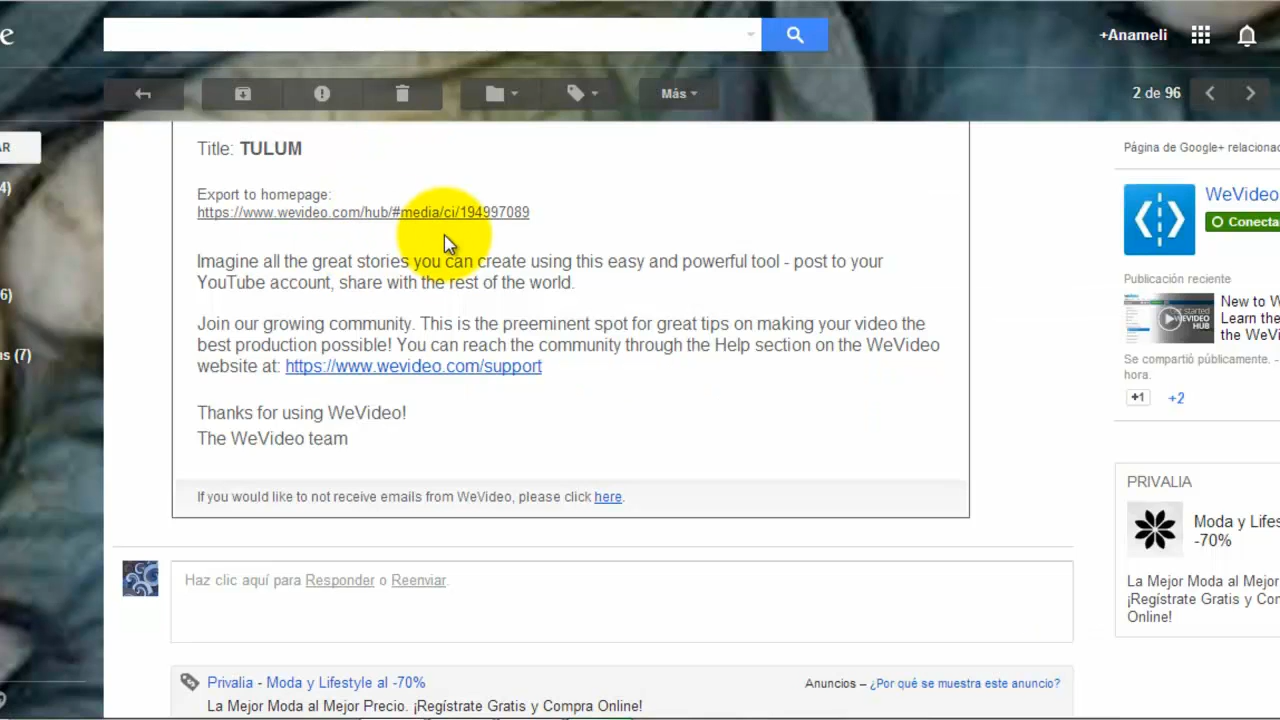 e
+Anameli
Más
2 de 96
AR
4)
6)
s (7)
Title: TULUM
Export to homepage:
https://www.wevideo.com/hub/#media/ci/194997089
Imagine all the great stories you can create using this easy and powerful tool - post to your
YouTube account, share with the rest of the world.
Join our growing community. This is the preeminent spot for great tips on making your video the
best production possible! You can reach the community through the Help section on the WeVideo
website at: https://www.wevideo.com/support
Thanks for using WeVideo!
The WeVideo team
If you would like to not receive emails from WeVideo, please click here.
Haz clic aquí para Responder o Reenviar.
Privalia - Moda y Lifestyle al -70%
Anuncios – ¿Por qué se muestra este anuncio?
La Mejor Moda al Mejor Precio. ¡Regístrate Gratis y Compra Online!
Página de Google+ relaciona
WeVideo
Conecta
Publicación reciente
New to W
Learn the
the WeVi
Se compartió públicamente. -
hora.
+1
+2
PRIVALIA
Moda y Lifes
-70%
La Mejor Moda al Mejor
¡Regístrate Gratis y Co
Online!